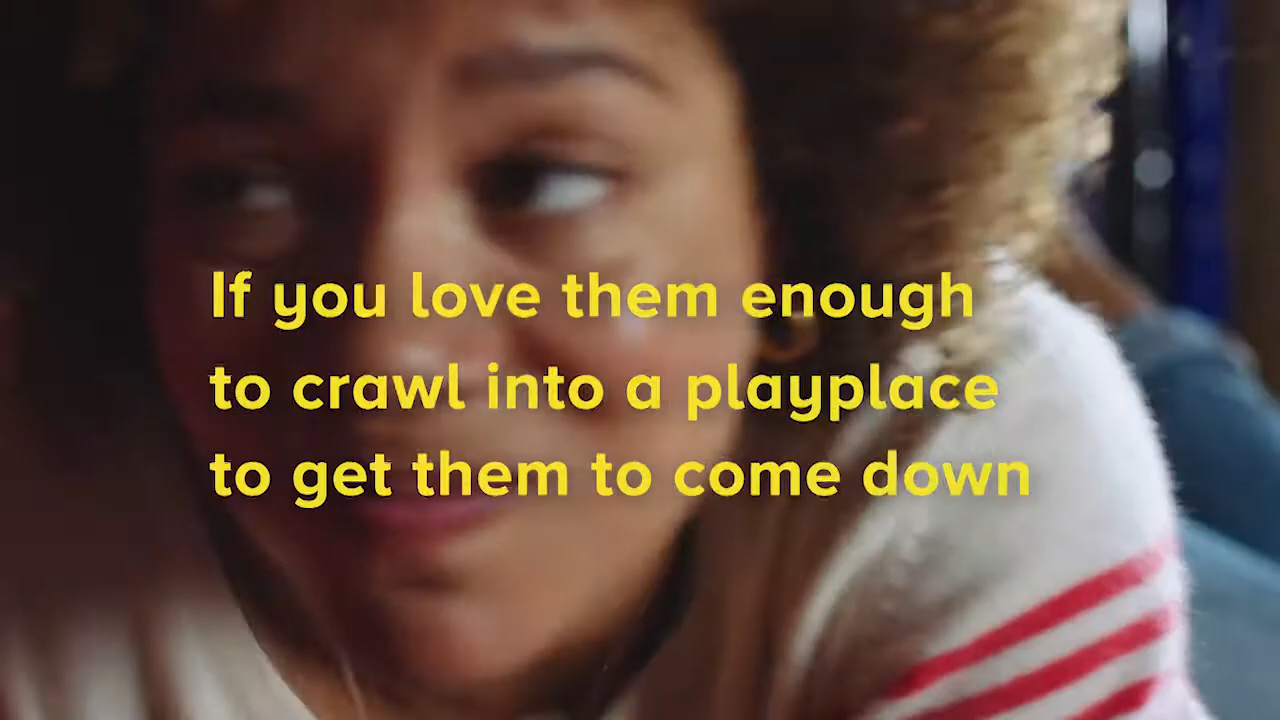 If you love them enough
to crawl into a playplace
to get them to come down